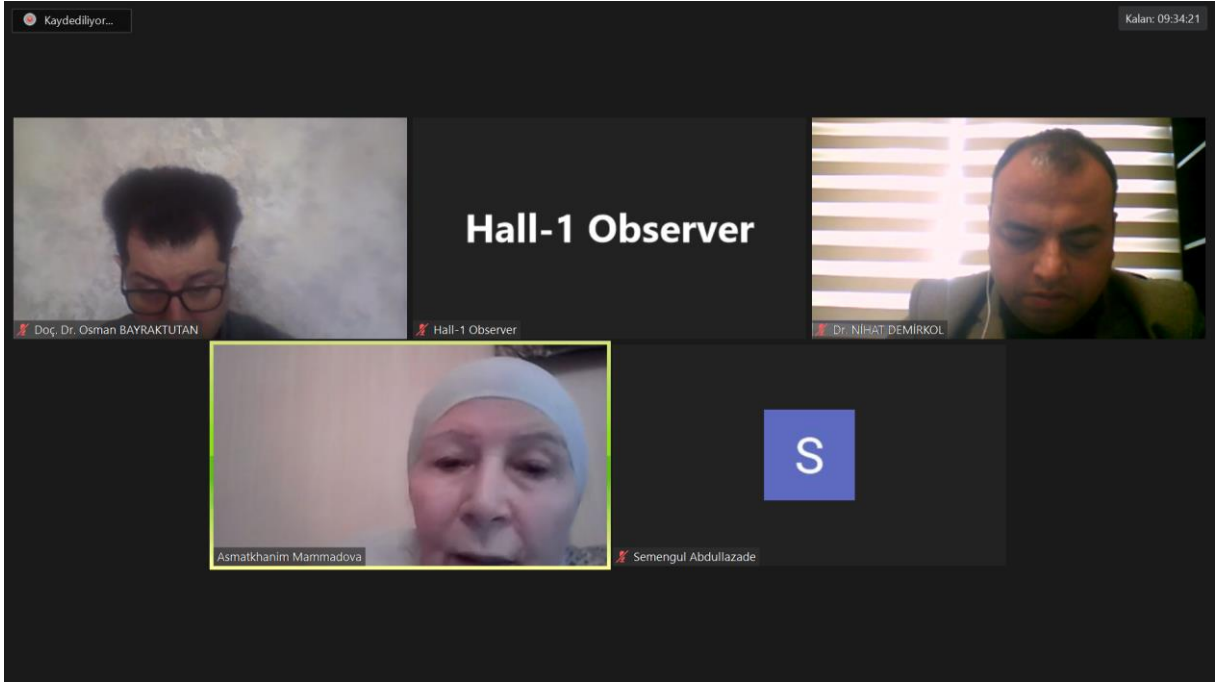 Kaydediliyor...
Kalan: 09:34:21
Hall-1 Observer
Doç. Dr. Osman BAYRAKTUTAN
Hall-1 Observer
Dr. NİHAT DEMİRKOL
S
Asmatkhanim Mammadova
Semengul Abdullazade